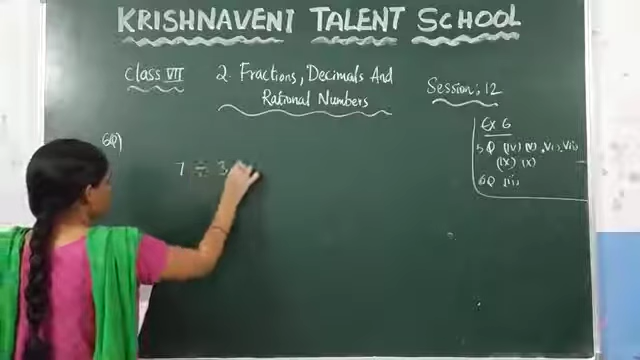 KRISHNAVENI TALENT SCHOOL
Class VII
2. Fractions, Decimals And
Rational Numbers
Session: 12
Ex 6
5Q (iv) (v), vi), vii)
(ix) (x)
6Q (ii)
6Q)
7 ÷ 3